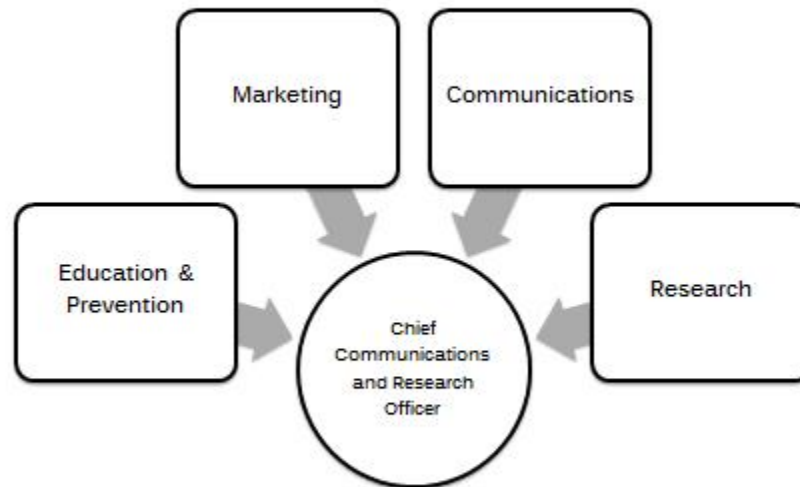 Marketing
Communications
Education &
Prevention
Research
Chief
Communications
and Research
Officer